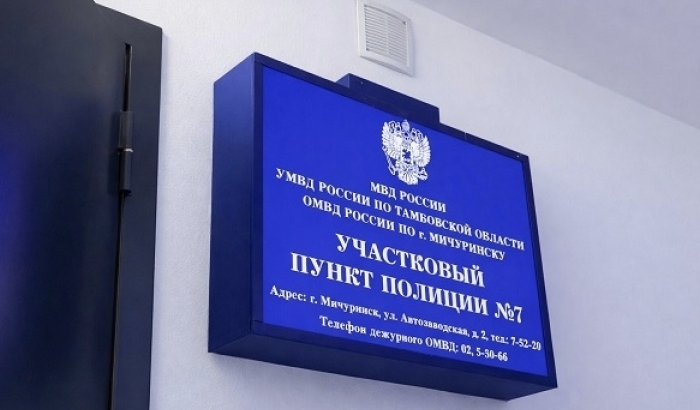 МВД РОССИИ
УМВД РОССИИ ПО ТАМБОВСКОЙ ОБЛАСТИ
ОМВД РОССИИ ПО г. МИЧУРИНСКУ
УЧАСТКОВЫЙ
ПУНКТ ПОЛИЦИИ №7
Адрес: г. Мичуринск, ул. Автозаводская, д. 2, тел: 7-52-20
Телефон дежурного ОМВД: 02, 5-30-66